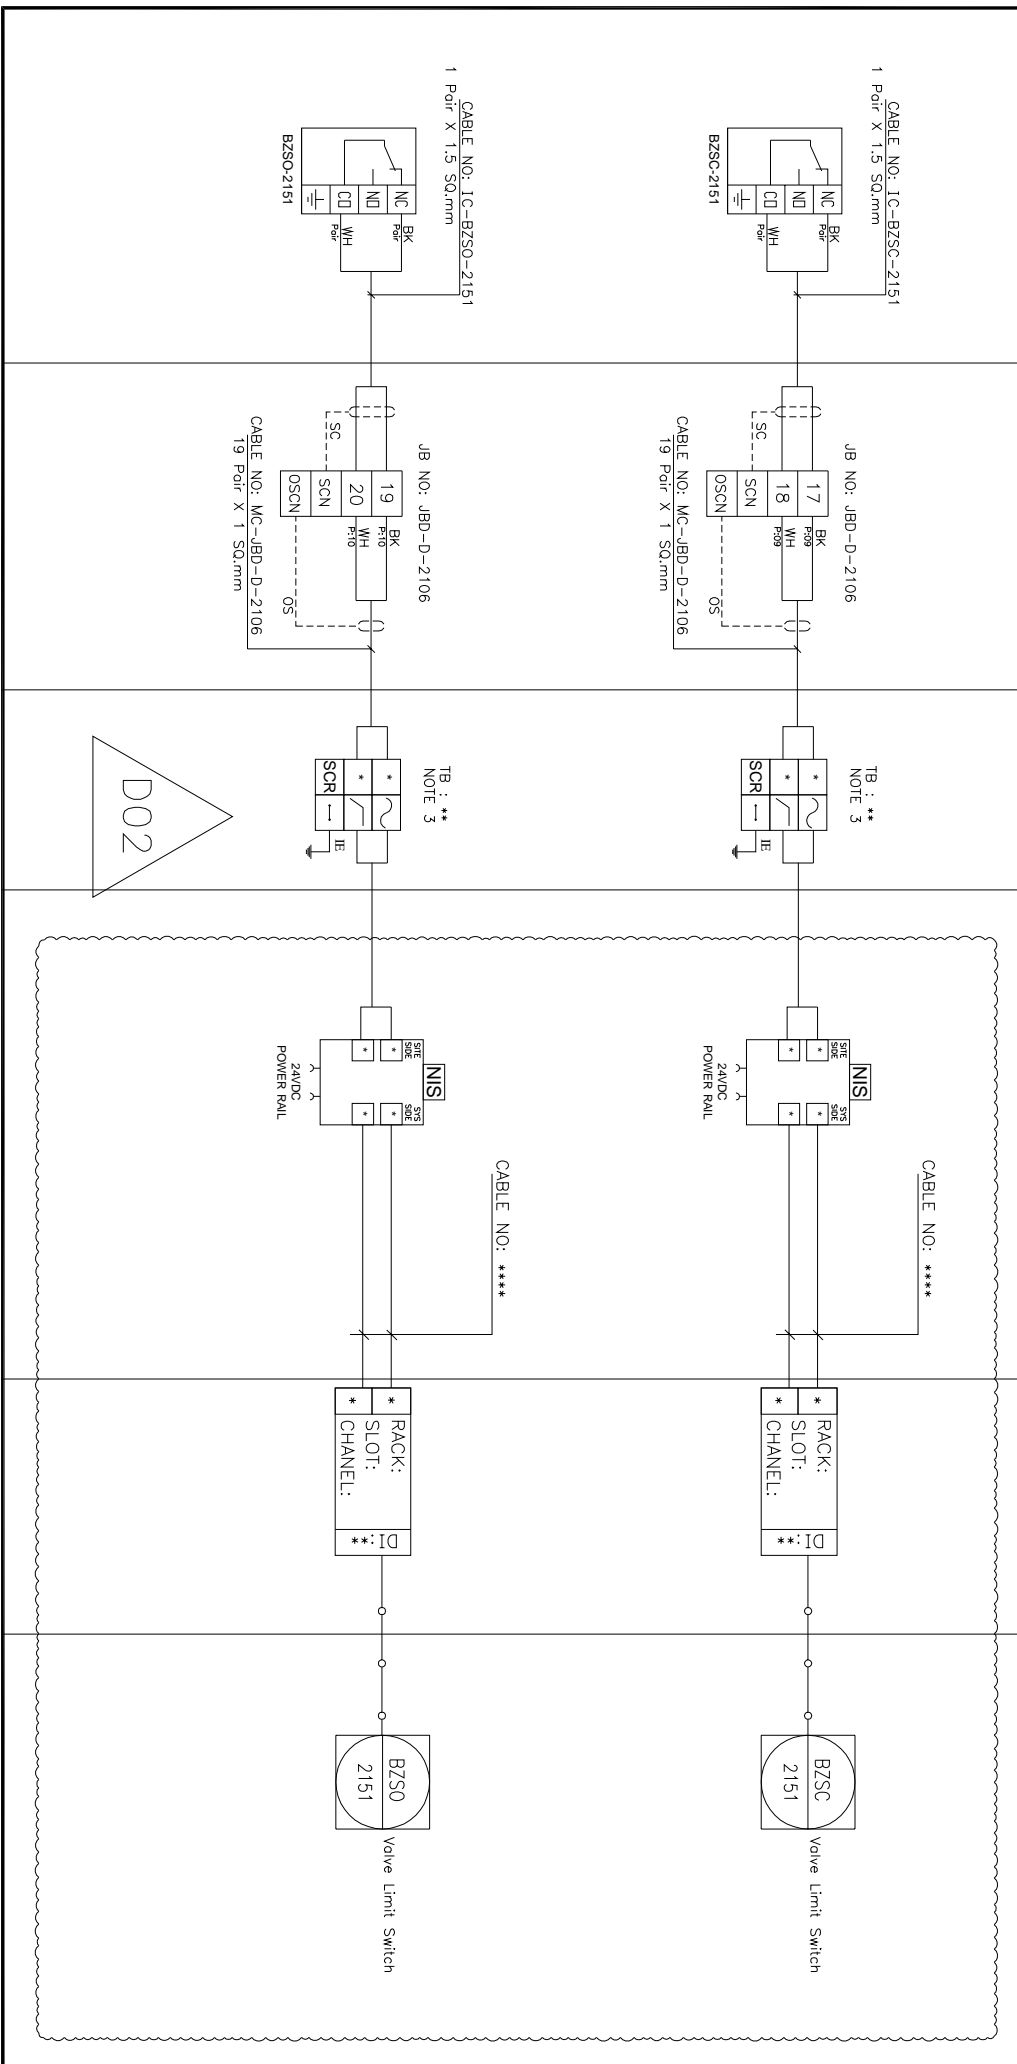 CABLE NO: IC-BZSC-2151
1 Pair X 1.5 SQ.mm
NC
NO
CO
BK
Pair
WH
Pair
BZSC-2151
JB NO: JBD-D-2106
17
18
SCN
OSCN
BK
P:09
WH
P:09
SC
OS
CABLE NO: MC-JBD-D-2106
19 Pair X 1 SQ.mm
TB : **
NOTE 3
*
*
SCR
IE
NIS
SITE
SIDE
SYS
SIDE
*
*
*
*
24VDC
POWER RAIL
CABLE NO: ****
*
*
RACK:
SLOT:
CHANEL:
DI:**
BZSC
2151
Valve Limit Switch
CABLE NO: IC-BZSO-2151
1 Pair X 1.5 SQ.mm
NC
NO
CO
BK
Pair
WH
Pair
BZSO-2151
JB NO: JBD-D-2106
19
20
SCN
OSCN
BK
P:10
WH
P:10
SC
OS
CABLE NO: MC-JBD-D-2106
19 Pair X 1 SQ.mm
TB : **
NOTE 3
*
*
SCR
IE
NIS
SITE
SIDE
SYS
SIDE
*
*
*
*
24VDC
POWER RAIL
CABLE NO: ****
*
*
RACK:
SLOT:
CHANEL:
DI:**
BZSO
2151
Valve Limit Switch
D02